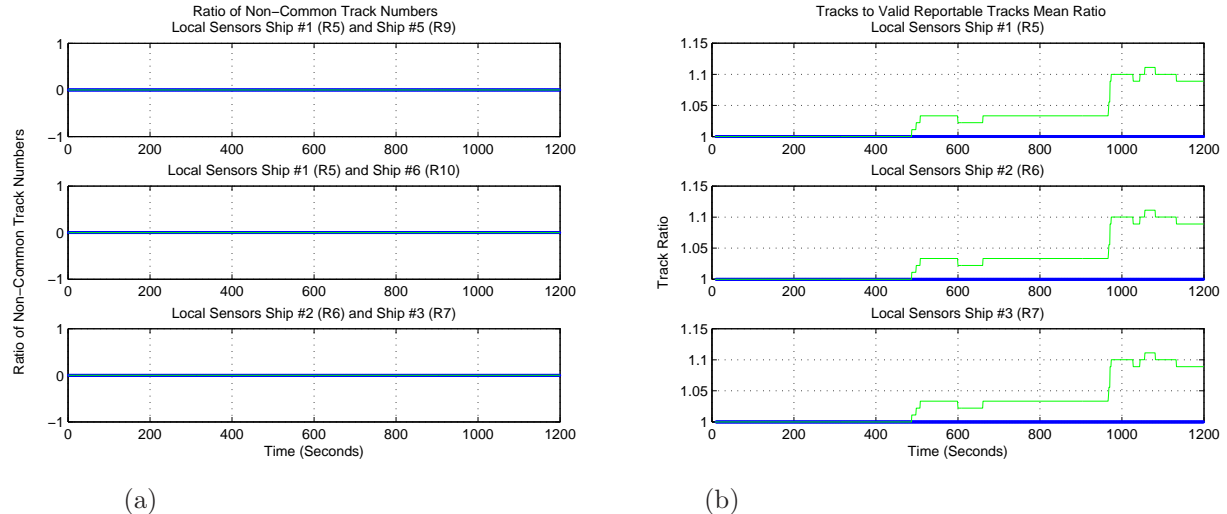 Ratio of Non−Common Track Numbers
Local Sensors Ship #1 (R5) and Ship #5 (R9)
1
0
−1
0 200 400 600 800 1000 1200
Local Sensors Ship #1 (R5) and Ship #6 (R10)
1
0
−1
0 200 400 600 800 1000 1200
Ratio of Non−Common Track Numbers
Local Sensors Ship #2 (R6) and Ship #3 (R7)
1
0
−1
0 200 400 600 800 1000 1200
Time (Seconds)
(a)
Tracks to Valid Reportable Tracks Mean Ratio
Local Sensors Ship #1 (R5)
1.15
1.1
1.05
1
0 200 400 600 800 1000 1200
Local Sensors Ship #2 (R6)
1.15
1.1
1.05
1
0 200 400 600 800 1000 1200
Track Ratio
Local Sensors Ship #3 (R7)
1.15
1.1
1.05
1
0 200 400 600 800 1000 1200
Time (Seconds)
(b)